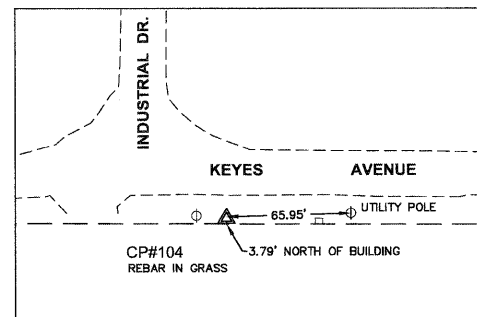 INDUSTRIAL DR.
KEYES AVENUE
65.95'
UTILITY POLE
3.79' NORTH OF BUILDING
CP#104
REBAR IN GRASS